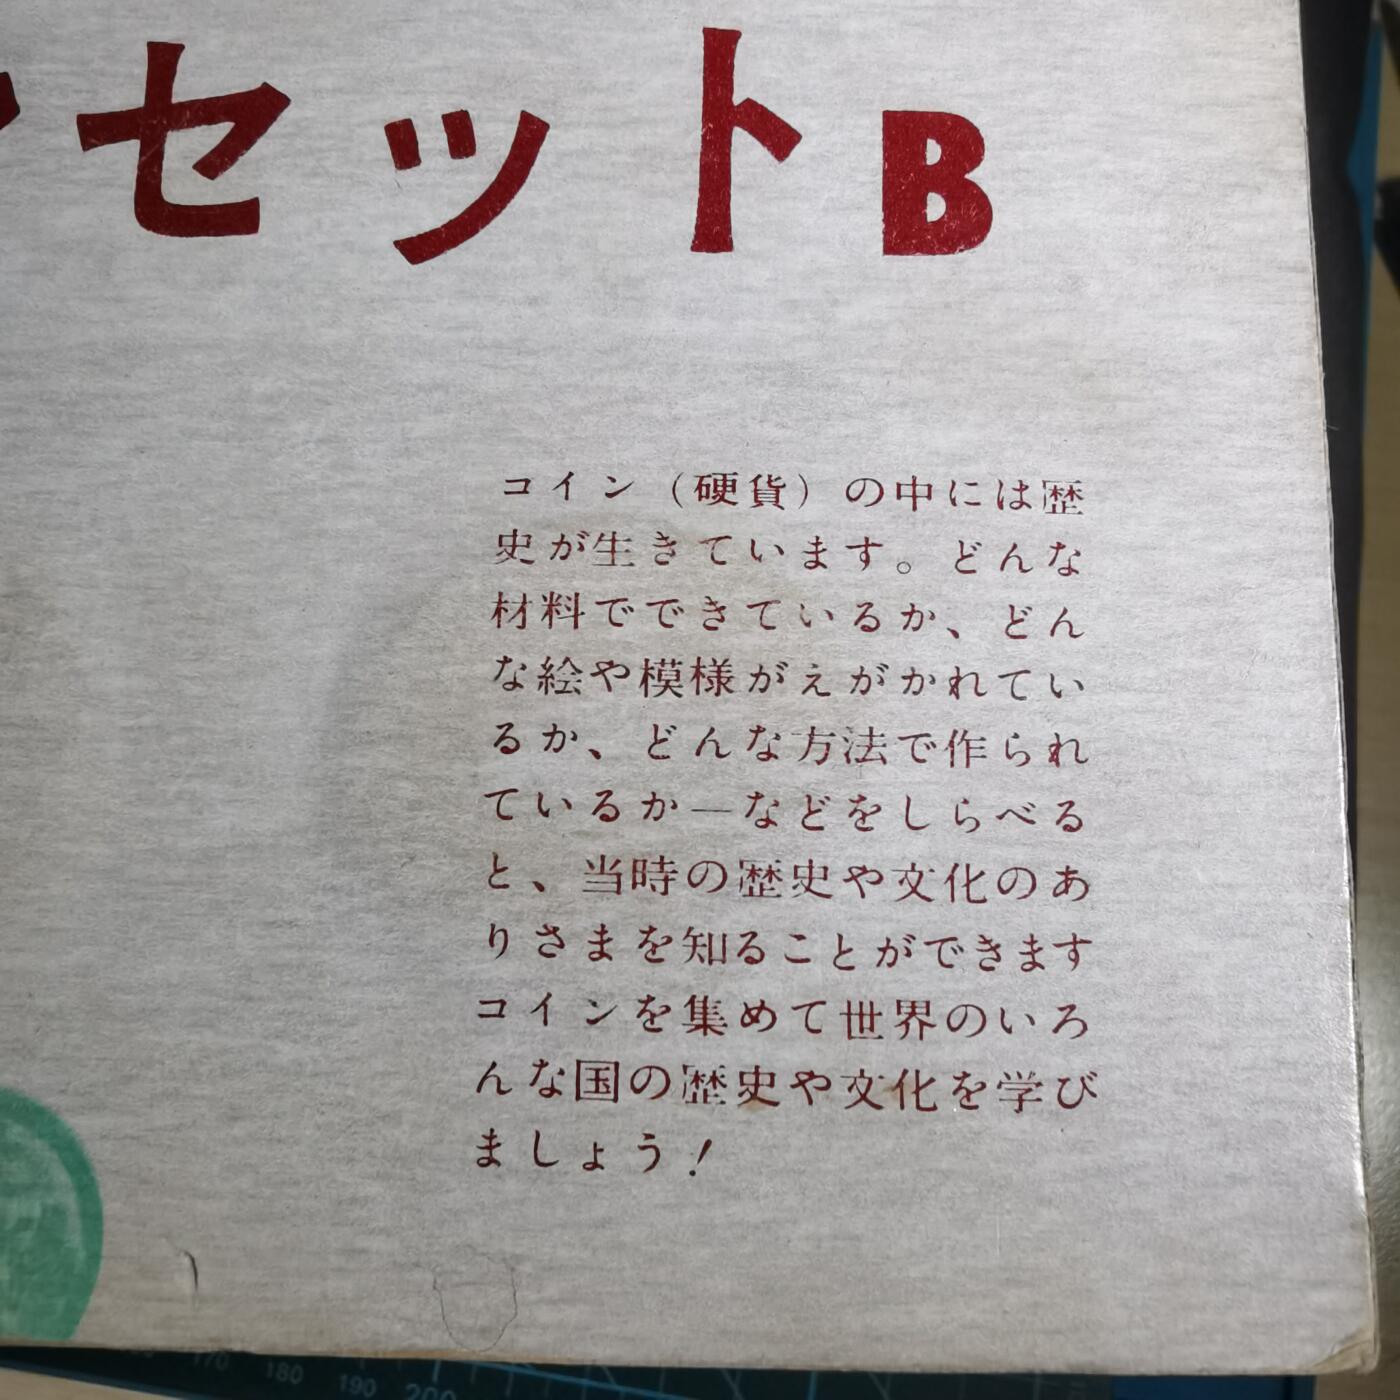 セットB
コイン（硬貨）の中には歴
史が生きています。どんな
材料でできているか、どん
な絵や模様がえがかれてい
るか、どんな方法で作られ
ているか―などをしらべる
と、当時の歴史や文化のあ
りさまを知ることができます
コインを集めて世界のいろ
んな国の歴史や文化を学び
ましょう！
170 180 190 200